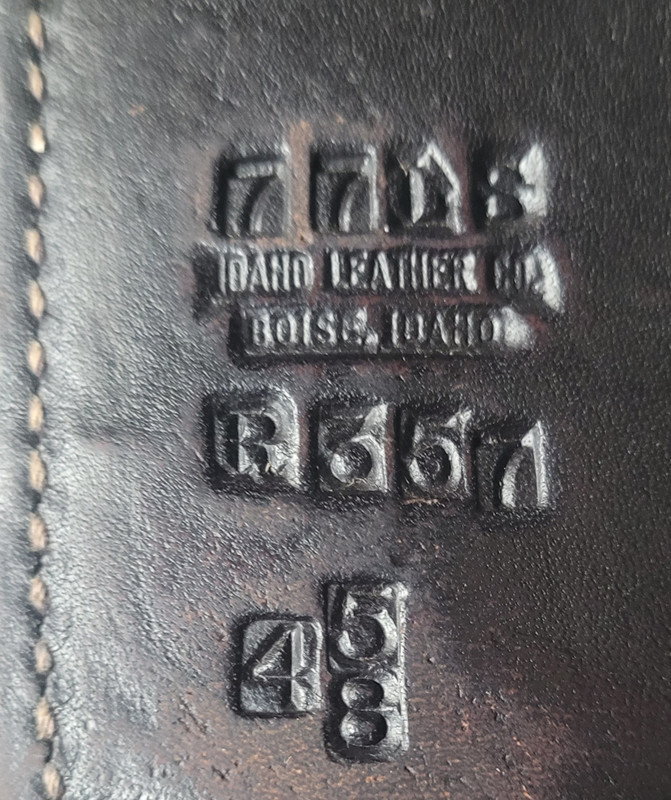 IDAHO LEATHER CO.
BOISE, IDAHO
R357
4 5/8